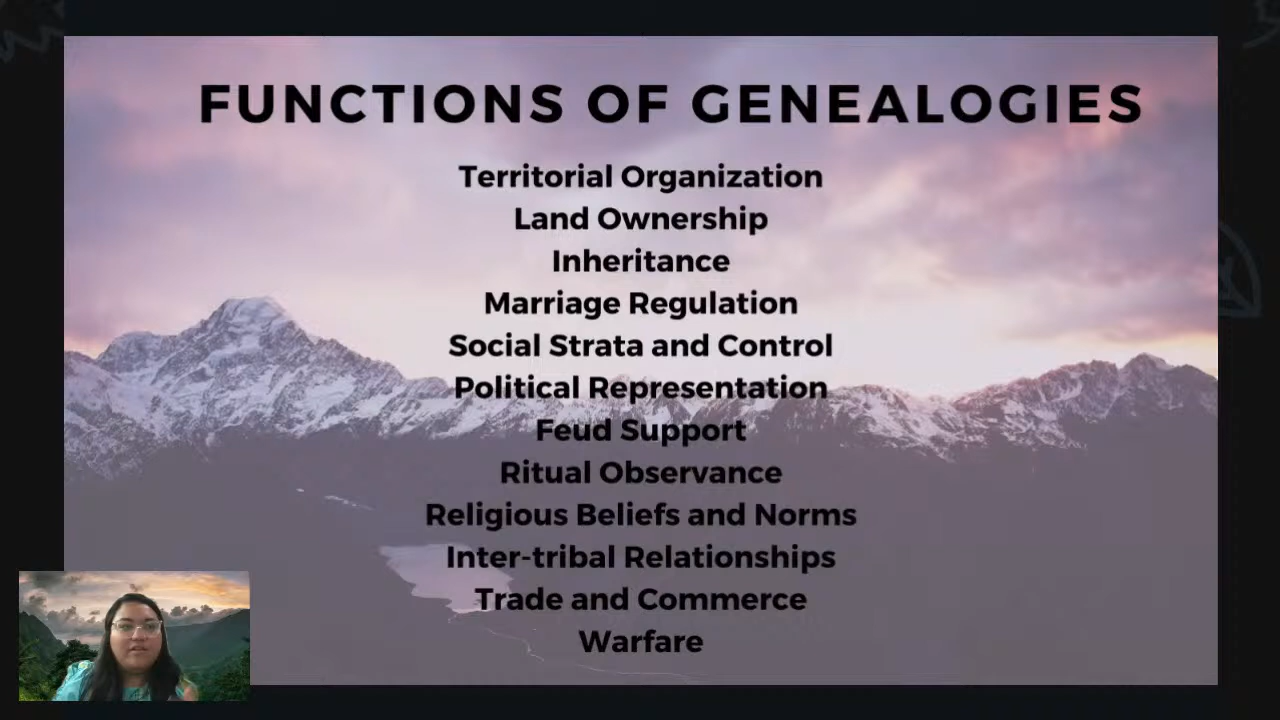 FUNCTIONS OF GENEALOGIES
Territorial Organization
Land Ownership
Inheritance
Marriage Regulation
Social Strata and Control
Political Representation
Feud Support
Ritual Observance
Religious Beliefs and Norms
Inter-tribal Relationships
Trade and Commerce
Warfare